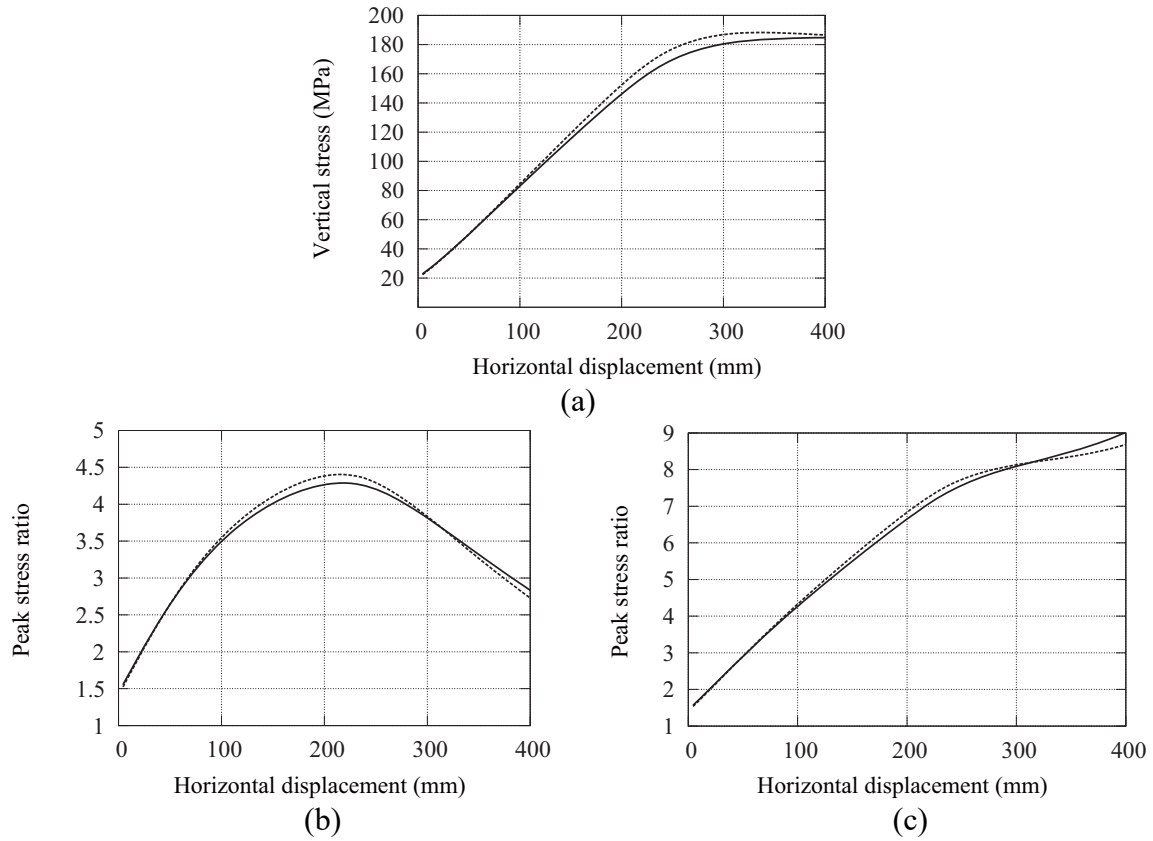 200
180
160
140
120
100
80
60
40
20
Vertical stress (MPa)
0 100 200 300 400
Horizontal displacement (mm)
(a)
5
4.5
4
3.5
3
2.5
2
1.5
1
Peak stress ratio
0 100 200 300 400
Horizontal displacement (mm)
(b)
9
8
7
6
5
4
3
2
1
Peak stress ratio
0 100 200 300 400
Horizontal displacement (mm)
(c)